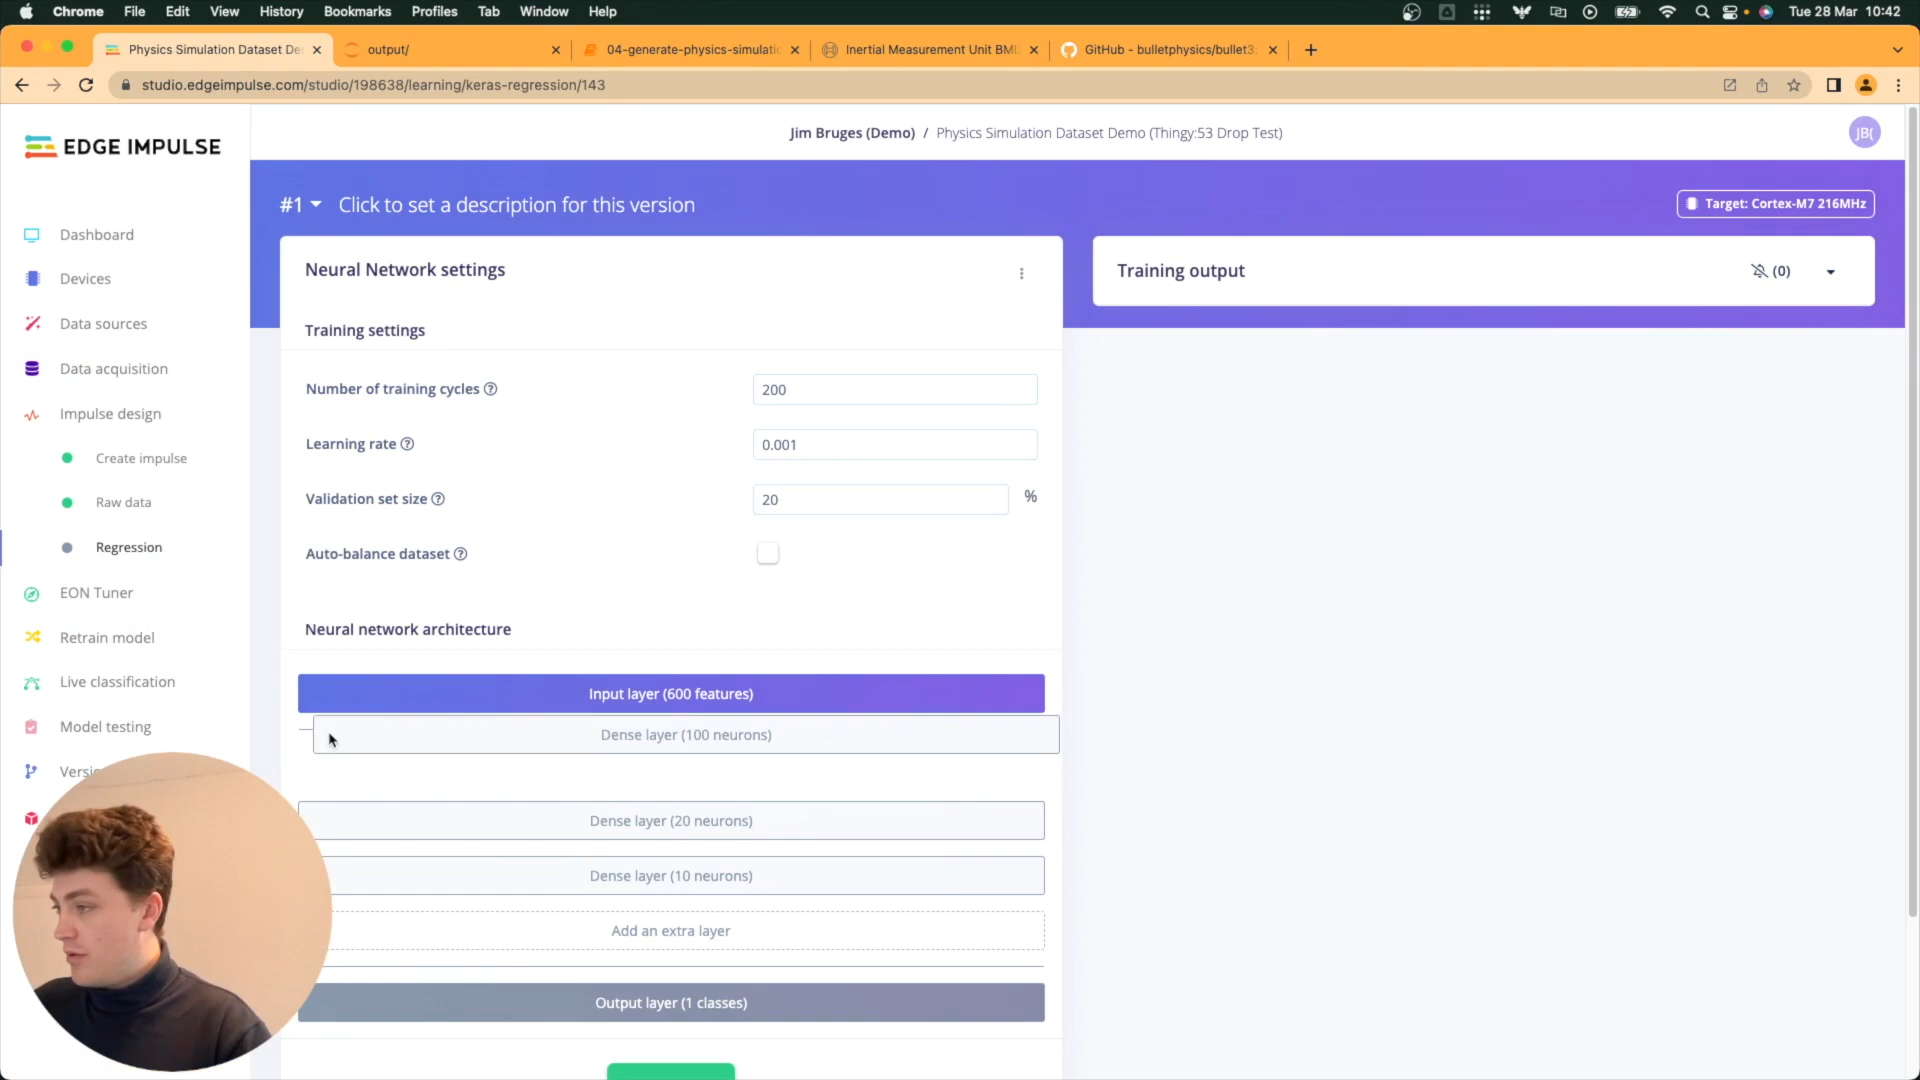 Chrome File Edit View History Bookmarks Profiles Tab Window Help Tue 28 Mar 10:42
Physics Simulation Dataset De output/ 04-generate-physics-simulati Inertial Measurement Unit BMI GitHub - bulletphysics/bullet3
studio.edgeimpulse.com/studio/198638/learning/keras-regression/143
EDGE IMPULSE
Jim Bruges (Demo) / Physics Simulation Dataset Demo (Thingy:53 Drop Test)
JB(
#1 Click to set a description for this version
Target: Cortex-M7 216MHz
Dashboard
Devices
Data sources
Data acquisition
Impulse design
Create impulse
Raw data
Regression
EON Tuner
Retrain model
Live classification
Model testing
Versi
Neural Network settings
Training settings
Number of training cycles ?
200
Learning rate ?
0.001
Validation set size ?
20 %
Auto-balance dataset ?
Neural network architecture
Input layer (600 features)
Dense layer (100 neurons)
Dense layer (20 neurons)
Dense layer (10 neurons)
Add an extra layer
Output layer (1 classes)
Training output
(0)